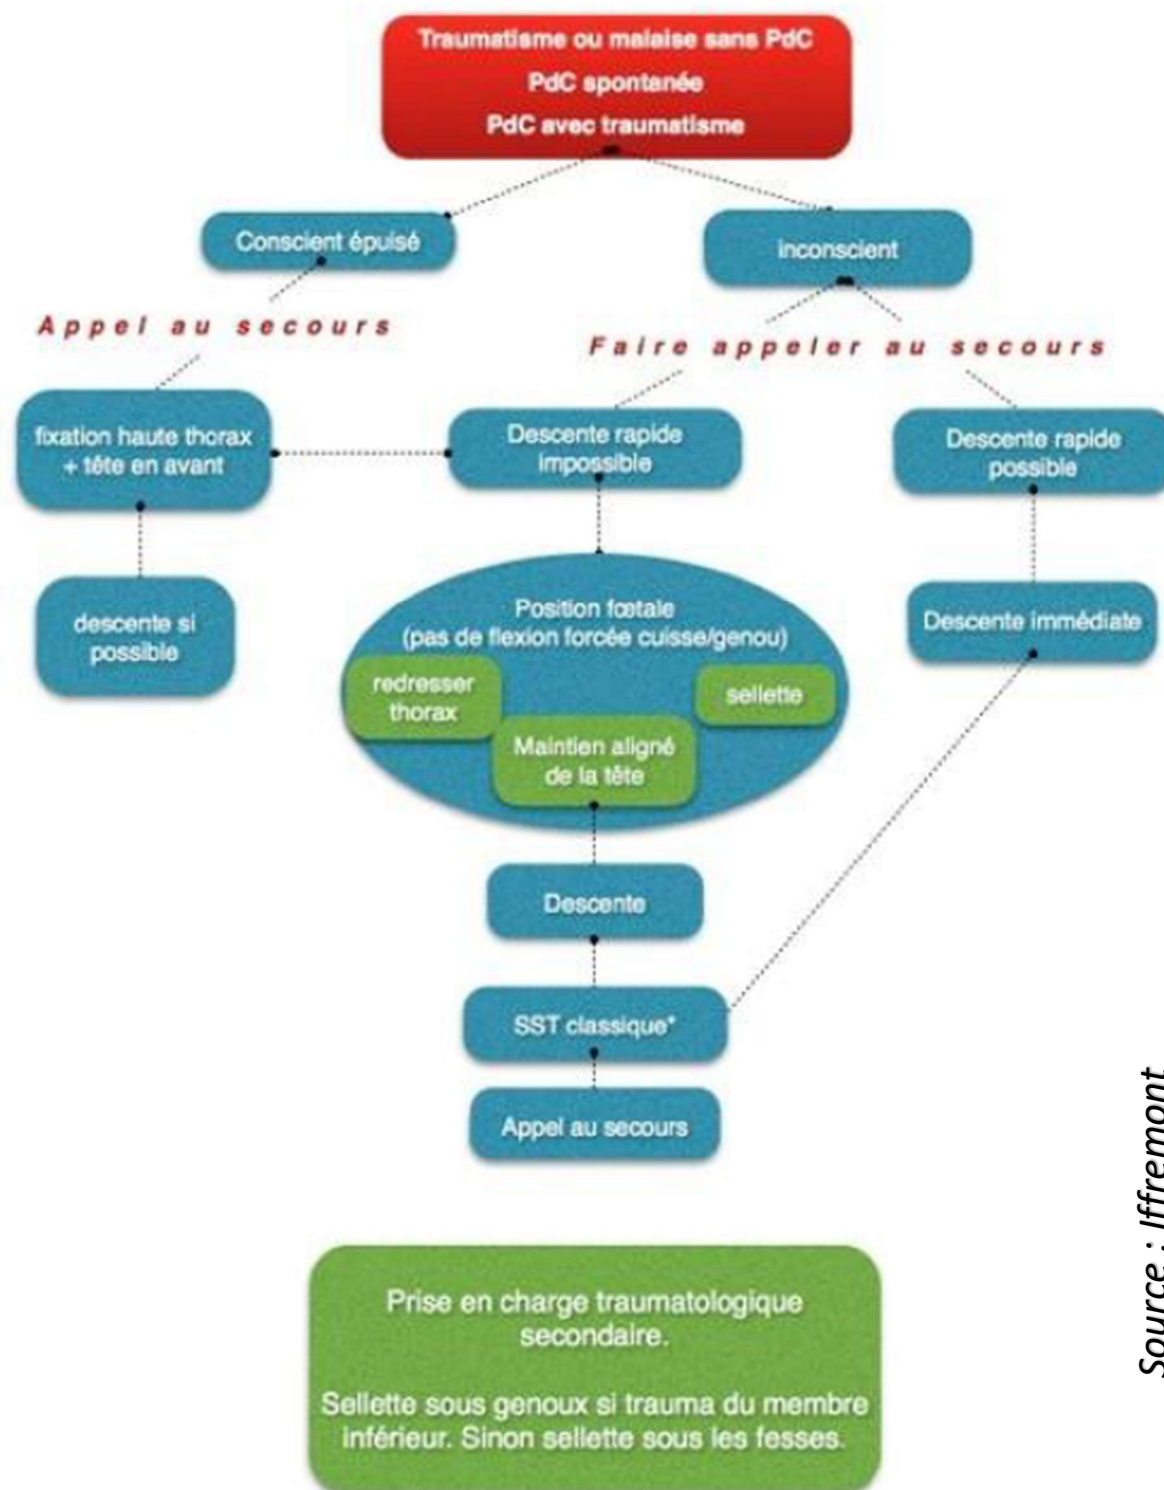 Traumatisme ou malaise sans PdC
PdC spontanée
PdC avec traumatisme
Conscient épuisé
inconscient
Appel au secours
Faire appeler au secours
fixation haute thorax
+ tête en avant
Descente rapide
impossible
Descente rapide
possible
descente si
possible
Position fœtale
(pas de flexion forcée cuisse/genou)
redresser
thorax
sellette
Maintien aligné
de la tête
Descente immédiate
Descente
SST classique*
Appel au secours
Prise en charge traumatologique
secondaire.
Sellette sous genoux si trauma du membre
inférieur. Sinon sellette sous les fesses.
Source : Iffremont